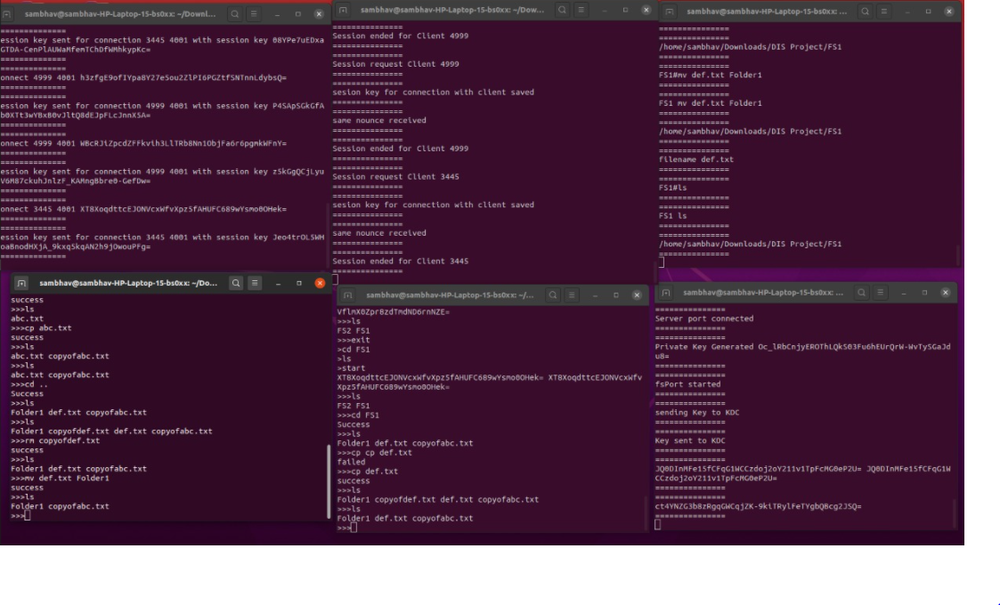 sambhav@sambhav-HP-Laptop-15-bs0xx: ~/Downl...
==============
ession key sent for connection 3445 4001 with session key 08YPe7uEDxa
GTDA-CenPlAUWaMfemTChDfWMhkypKc=
==============
==============
onnect 4999 4001 h3zfgE9ofIYpa8Y27e5ou2ZlPI6PGZtfSNTnnLdybsQ=
==============
==============
ession key sent for connection 4999 4001 with session key P4SApSGkGfA
b0XTt3wYBxB0vJltQ8dEJpFLcJnnX5A=
==============
==============
onnect 4999 4001 WBcRJiZpcdZFFkvih3LlTRb8Nn1ObjFa6r6pgmkWFnY=
==============
==============
ession key sent for connection 4999 4001 with session key z5kGgQCjLyu
V6M87ckuhJnlzF_KAMngBbre0-GefDw=
==============
==============
onnect 3445 4001 XT8XoqdttcEJONVcxWfvXpz5fAHUFC689wYsmo0OHek=
==============
==============
ession key sent for connection 3445 4001 with session key Jeo4trOLSWH
oaBnodHXjA_9kxq5kqAN2h9jOwouPFg=
==============
sambhav@sambhav-HP-Laptop-15-bs0xx: ~/Dow...
===============
Session ended for Client 4999
===============
===============
Session request Client 4999
===============
===============
sesion key for connection with client saved
===============
===============
same nounce received
===============
===============
Session ended for Client 4999
===============
===============
Session request Client 3445
===============
===============
sesion key for connection with client saved
===============
===============
same nounce received
===============
===============
Session ended for Client 3445
===============
sambhav@sambhav-HP-Laptop-15-bs0xx: ...
===============
===============
/home/sambhav/Downloads/DIS Project/FS1
===============
===============
FS1#mv def.txt Folder1
===============
===============
FS1 mv def.txt Folder1
===============
===============
/home/sambhav/Downloads/DIS Project/FS1
===============
===============
filename def.txt
===============
===============
FS1#ls
===============
===============
FS1 ls
===============
===============
/home/sambhav/Downloads/DIS Project/FS1
===============
sambhav@sambhav-HP-Laptop-15-bs0xx: ~/Do...
success
>>>ls
abc.txt
>>>cp abc.txt
success
>>>ls
abc.txt copyofabc.txt
>>>ls
abc.txt copyofabc.txt
>>>cd ..
Success
>>>ls
Folder1 def.txt copyofabc.txt
>>>ls
Folder1 copyofdef.txt def.txt copyofabc.txt
>>>rm copyofdef.txt
success
>>>ls
Folder1 def.txt copyofabc.txt
>>>mv def.txt Folder1
success
>>>ls
Folder1 copyofabc.txt
>>>
sambhav@sambhav-HP-Laptop-15-bs0xx: ~/...
VflmX0ZprBzdTmdND6rnNZE=
>>>ls
FS2 FS1
>>>exit
>cd FS1
>ls
>start
XT8XoqdttcEJONVcxWfvXpz5fAHUFC689wYsmo0OHek= XT8XoqdttcEJONVcxWfv
Xpz5fAHUFC689wYsmo0OHek=
>>>ls
FS2 FS1
>>>cd FS1
Success
>>>ls
Folder1 def.txt copyofabc.txt
>>>cp cp def.txt
failed
>>>cp def.txt
success
>>>ls
Folder1 copyofdef.txt def.txt copyofabc.txt
>>>ls
Folder1 def.txt copyofabc.txt
>>>
sambhav@sambhav-HP-Laptop-15-bs0xx: ...
===============
Server port connected
===============
===============
Private Key Generated Oc_lRbCnjyEROThLQkS03Fu6hEUrQrW-WvTySGaJd
u8=
===============
===============
fsPort started
===============
===============
sending Key to KDC
===============
===============
Key sent to KDC
===============
===============
JQ0DInMFe15fCFqG1WCCzdoj2oY211v1TpFcMG0eP2U= JQ0DInMFe15fCFqG1W
CCzdoj2oY211v1TpFcMG0eP2U=
===============
===============
ct4YNZG3b8zRgqGWCqjZK-9kiTRylFeTYgbQBcg2JSQ=
===============